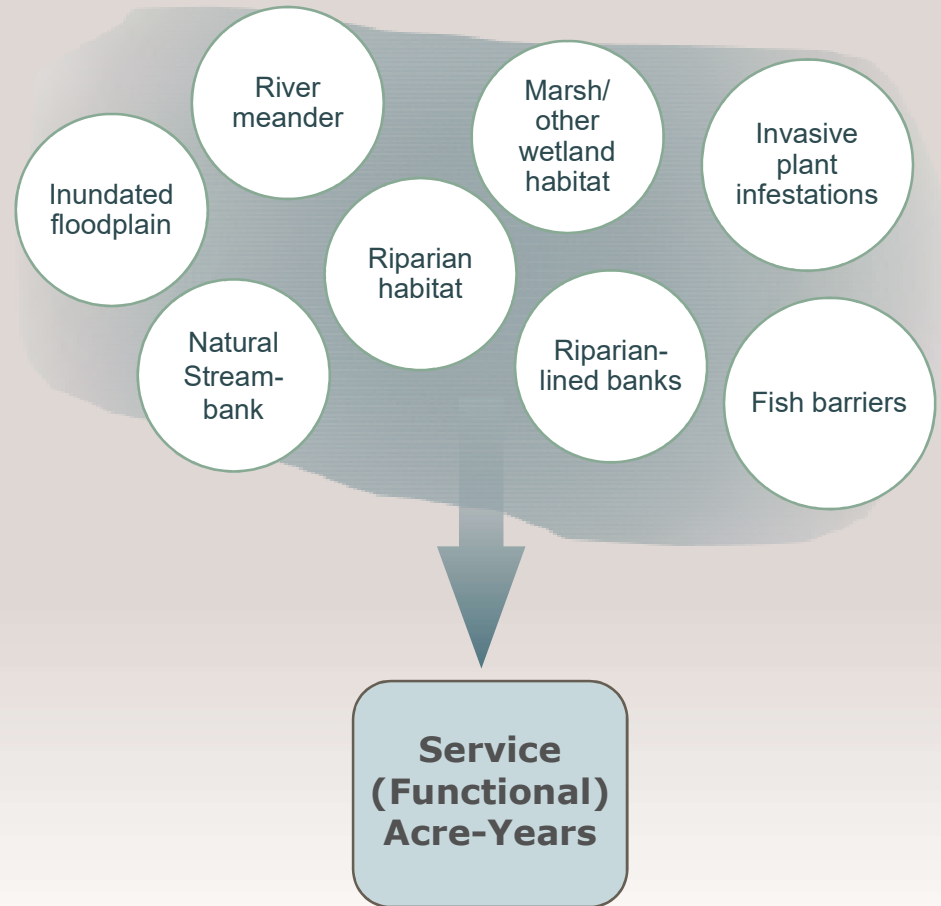 River
meander
Marsh/
other
wetland
habitat
Invasive
plant
infestations
Inundated
floodplain
Riparian
habitat
Natural
Stream-
bank
Riparian-
lined banks
Fish barriers
Service
(Functional)
Acre-Years